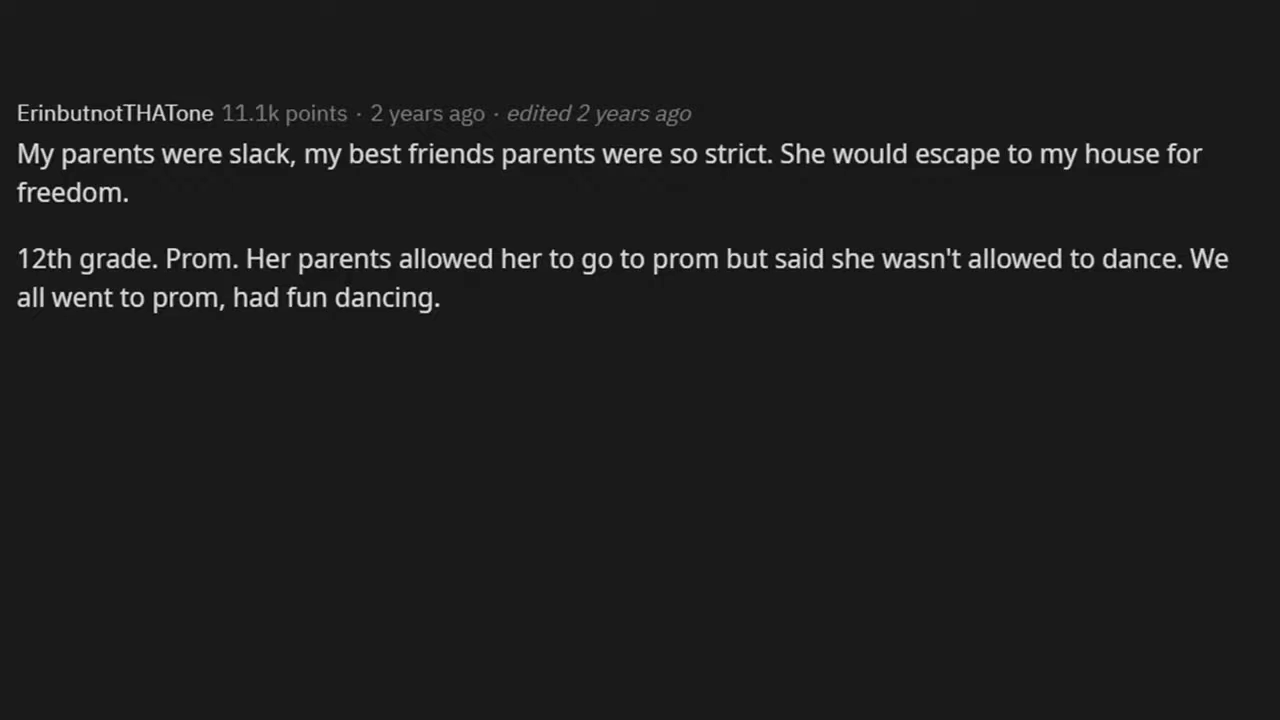 ErinbutnotTHATone 11.1k points · 2 years ago · edited 2 years ago
My parents were slack, my best friends parents were so strict. She would escape to my house for
freedom.
12th grade. Prom. Her parents allowed her to go to prom but said she wasn't allowed to dance. We
all went to prom, had fun dancing.